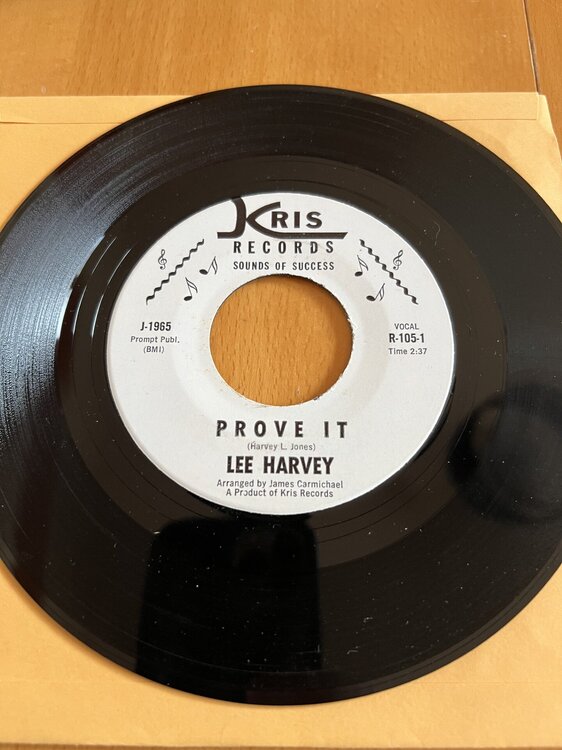 KRIS
RECORDS
SOUNDS OF SUCCESS
J-1965
Prompt Publ.
(BMI)
VOCAL
R-105-1
Time 2:37
PROVE IT
(Harvey L. Jones)
LEE HARVEY
Arranged by James Carmichael
A Product of Kris Records